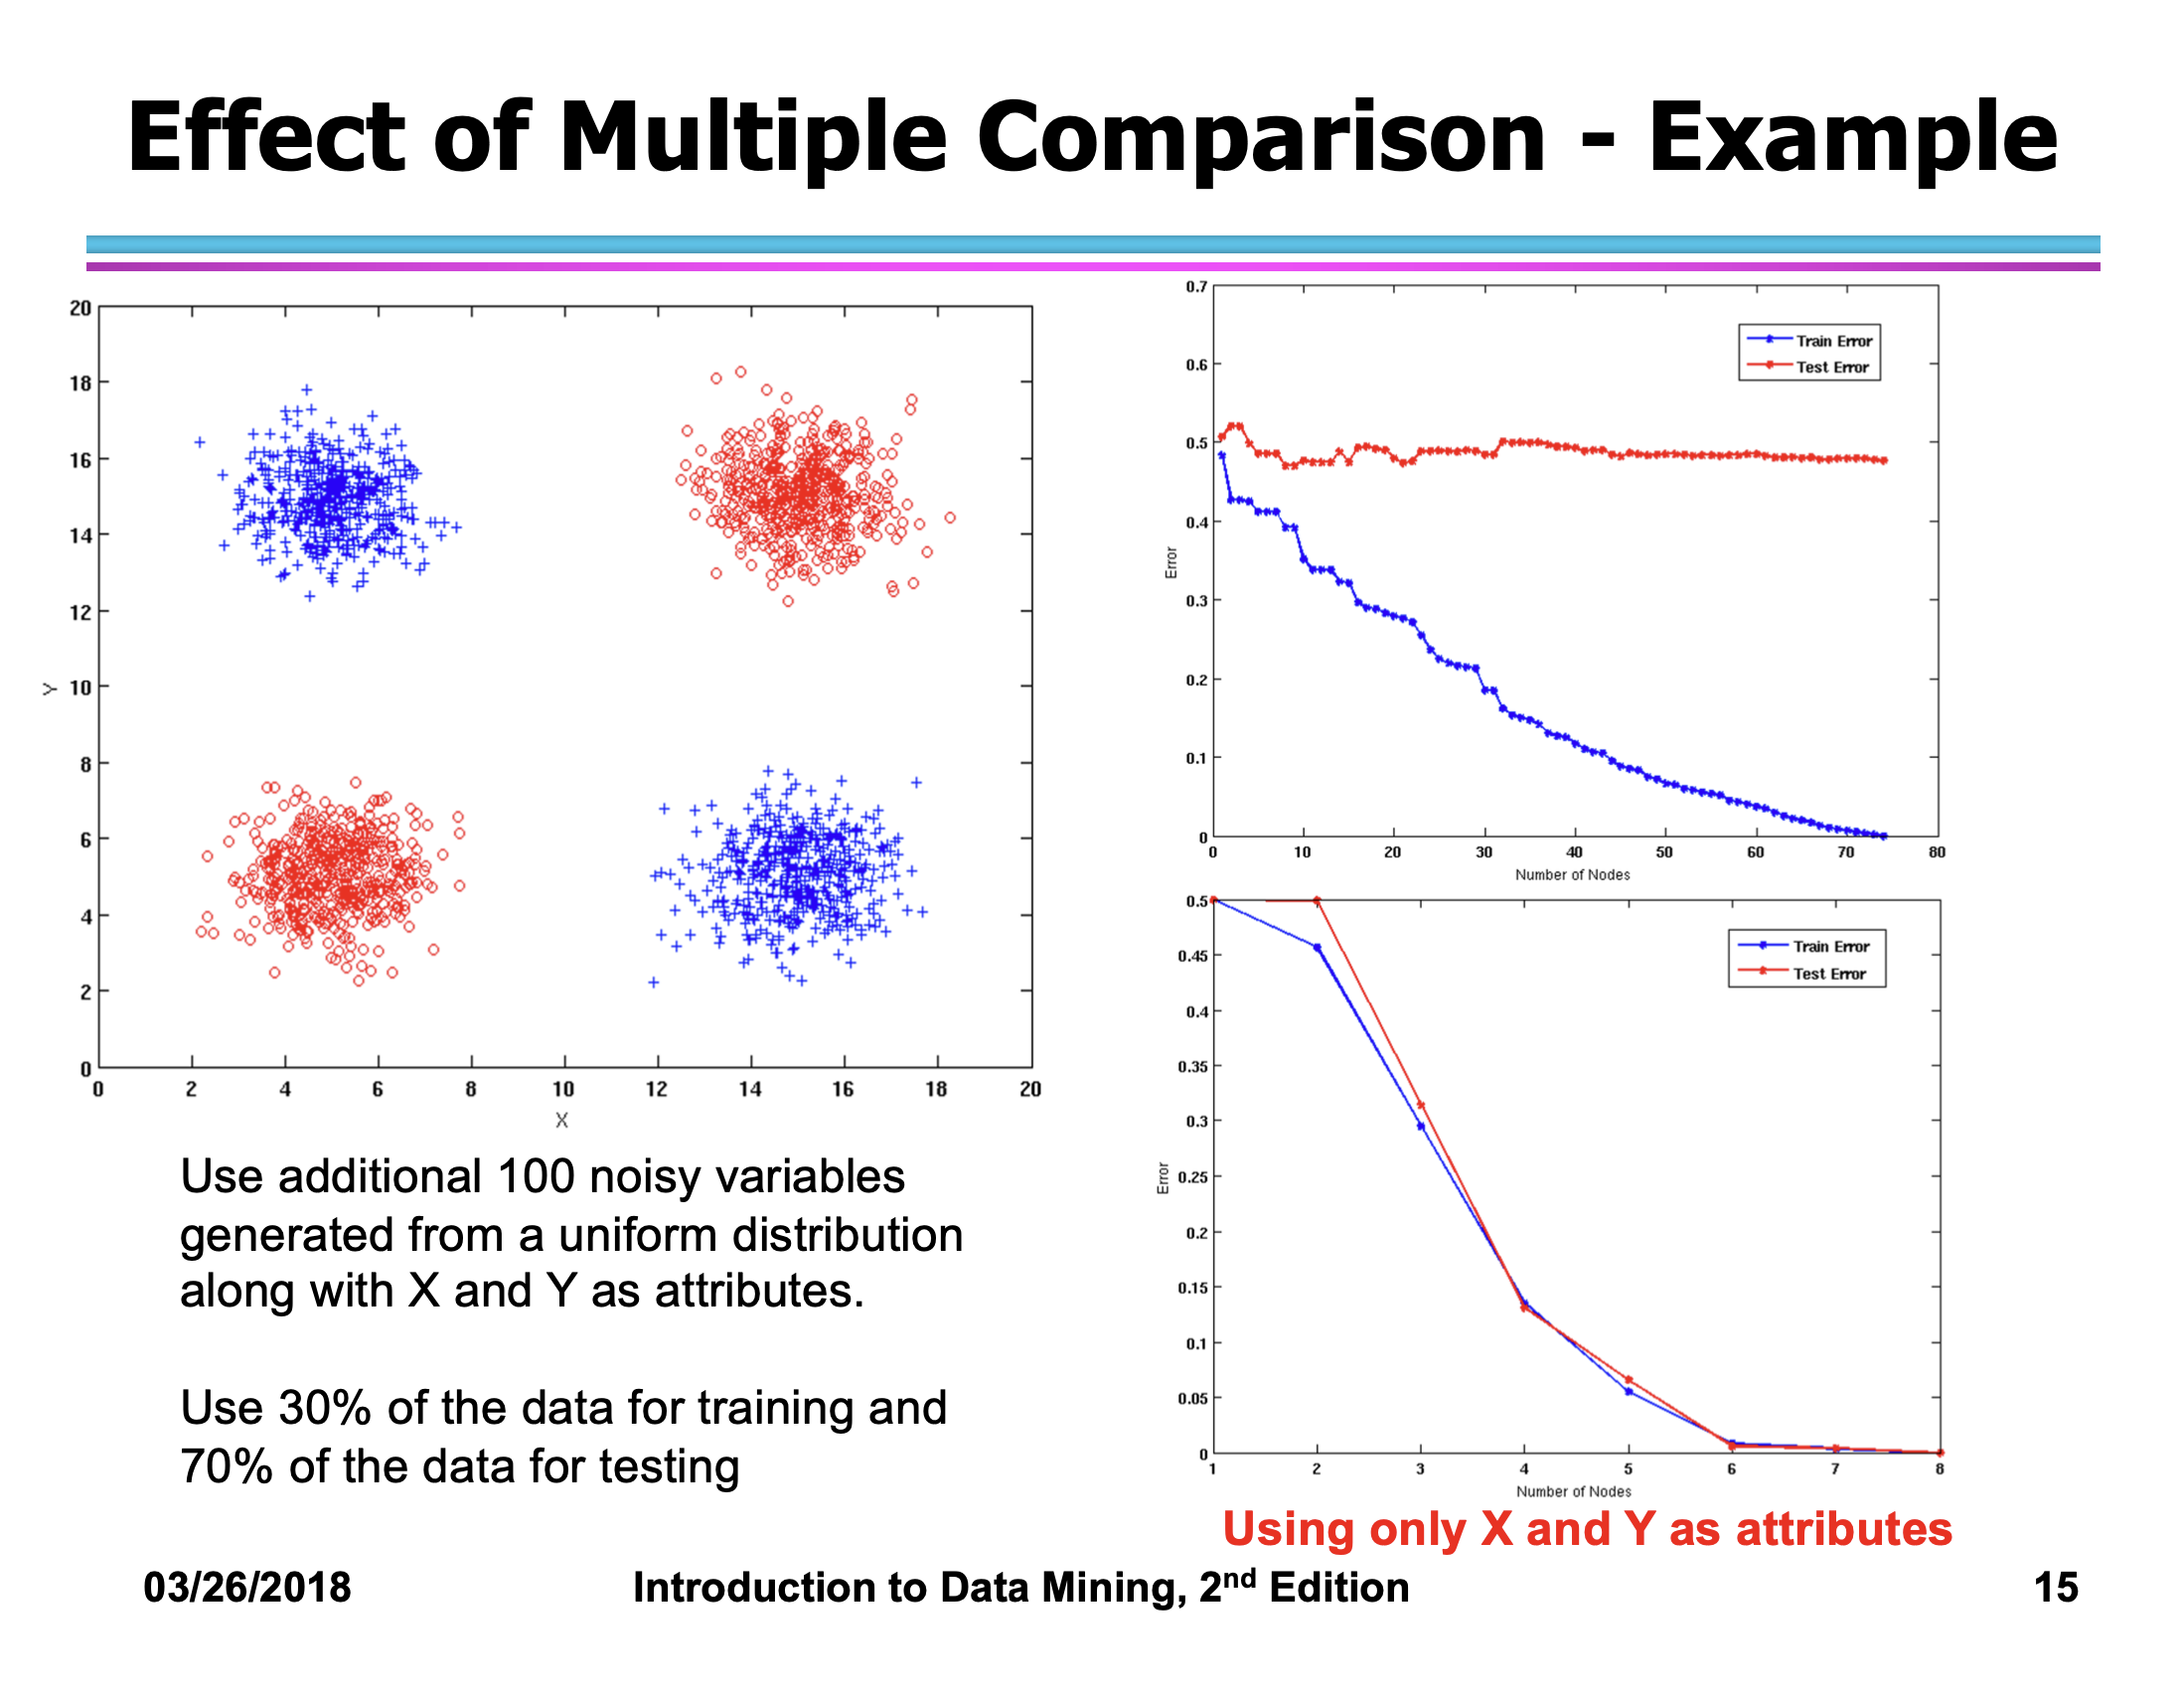 Effect of Multiple Comparison - Example
20
18
16
14
12
10
8
6
4
2
0
Y
0 2 4 6 8 10 12 14 16 18 20
X
0.7
0.6
0.5
0.4
0.3
0.2
0.1
0
Error
Train Error
Test Error
0 10 20 30 40 50 60 70 80
Number of Nodes
0.5
0.45
0.4
0.35
0.3
0.25
0.2
0.15
0.1
0.05
0
Error
Train Error
Test Error
1 2 3 4 5 6 7 8
Number of Nodes
Use additional 100 noisy variables
generated from a uniform distribution
along with X and Y as attributes.
Use 30% of the data for training and
70% of the data for testing
Using only X and Y as attributes
03/26/2018 Introduction to Data Mining, 2nd Edition 15